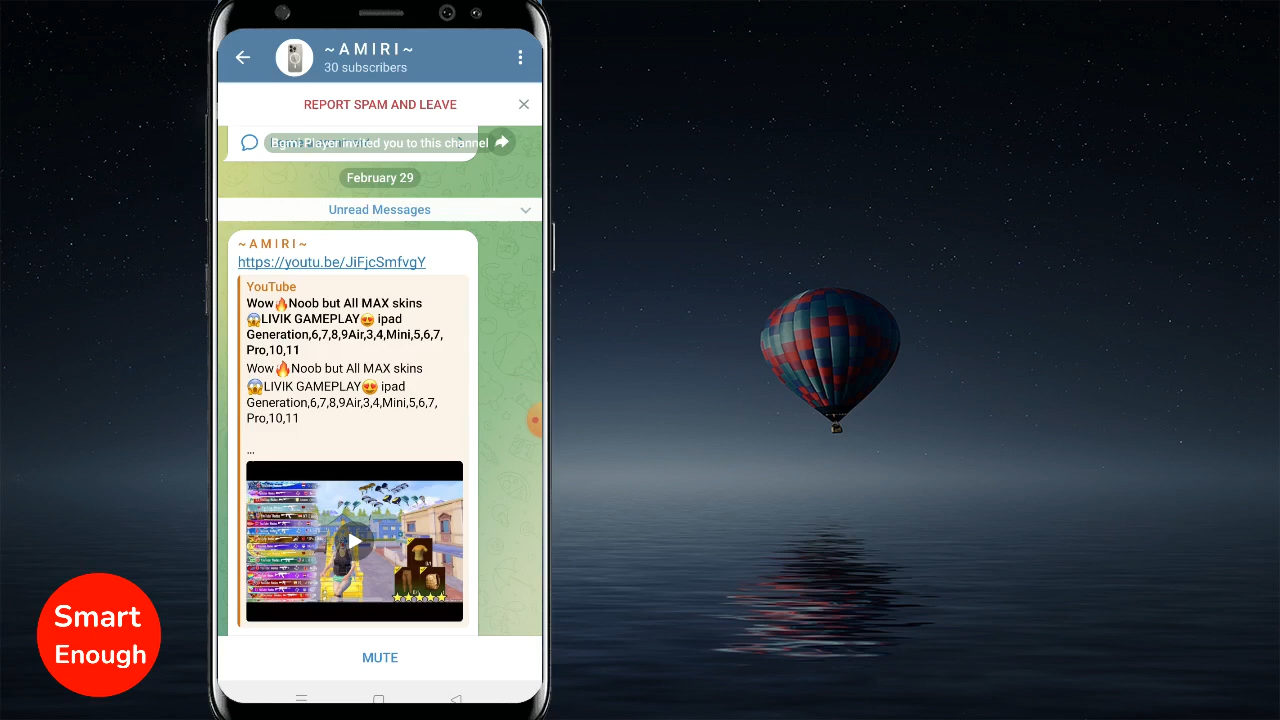 ~ A M I R I ~
30 subscribers
REPORT SPAM AND LEAVE
Bgmi Player invited you to this channel
February 29
Unread Messages
~ A M I R I ~
https://youtu.be/JiFjcSmfvgY
YouTube
Wow🔥Noob but All MAX skins
😱LIVIK GAMEPLAY😍 ipad
Generation,6,7,8,9Air,3,4,Mini,5,6,7,
Pro,10,11
Wow🔥Noob but All MAX skins
😱LIVIK GAMEPLAY😍 ipad
Generation,6,7,8,9Air,3,4,Mini,5,6,7,
Pro,10,11
...
MUTE
Smart
Enough